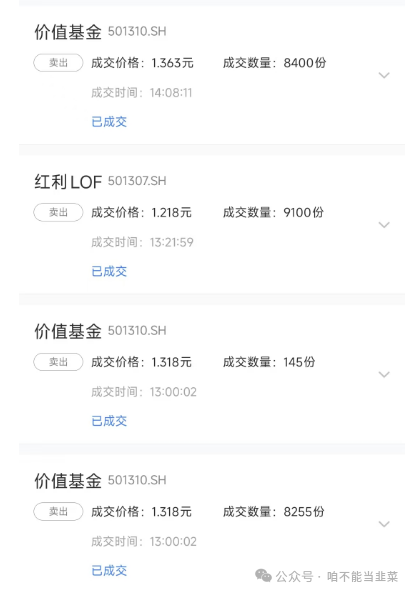 价值基金 501310.SH
卖出 成交价格：1.363元 成交数量：8400份
成交时间：14:08:11
已成交
红利LOF 501307.SH
卖出 成交价格：1.218元 成交数量：9100份
成交时间：13:21:59
已成交
价值基金 501310.SH
卖出 成交价格：1.318元 成交数量：145份
成交时间：13:00:02
已成交
价值基金 501310.SH
卖出 成交价格：1.318元 成交数量：8255份
成交时间：13:00:02
已成交
公众号 · 咱不能当韭菜